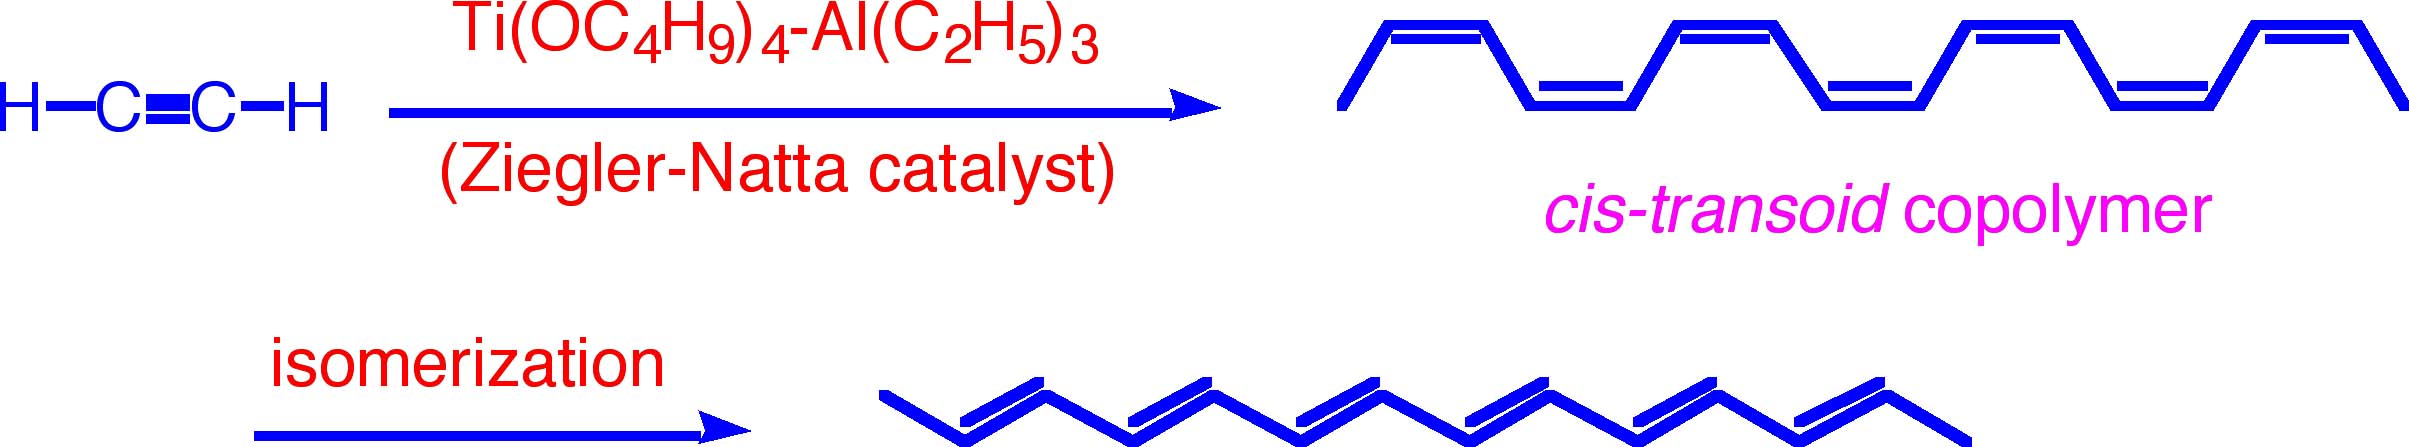 Ti(OC4H9)4-Al(C2H5)3
H-C≡C-H
(Ziegler-Natta catalyst)
cis-transoid copolymer
isomerization